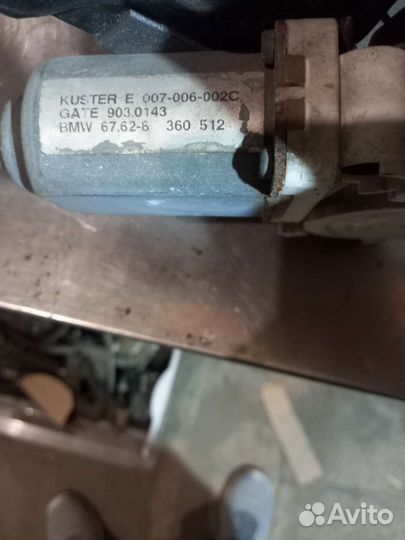 KUSTER E 007-006-002C
GATE 903.0143
BMW 67.62-8 360 512
Avito